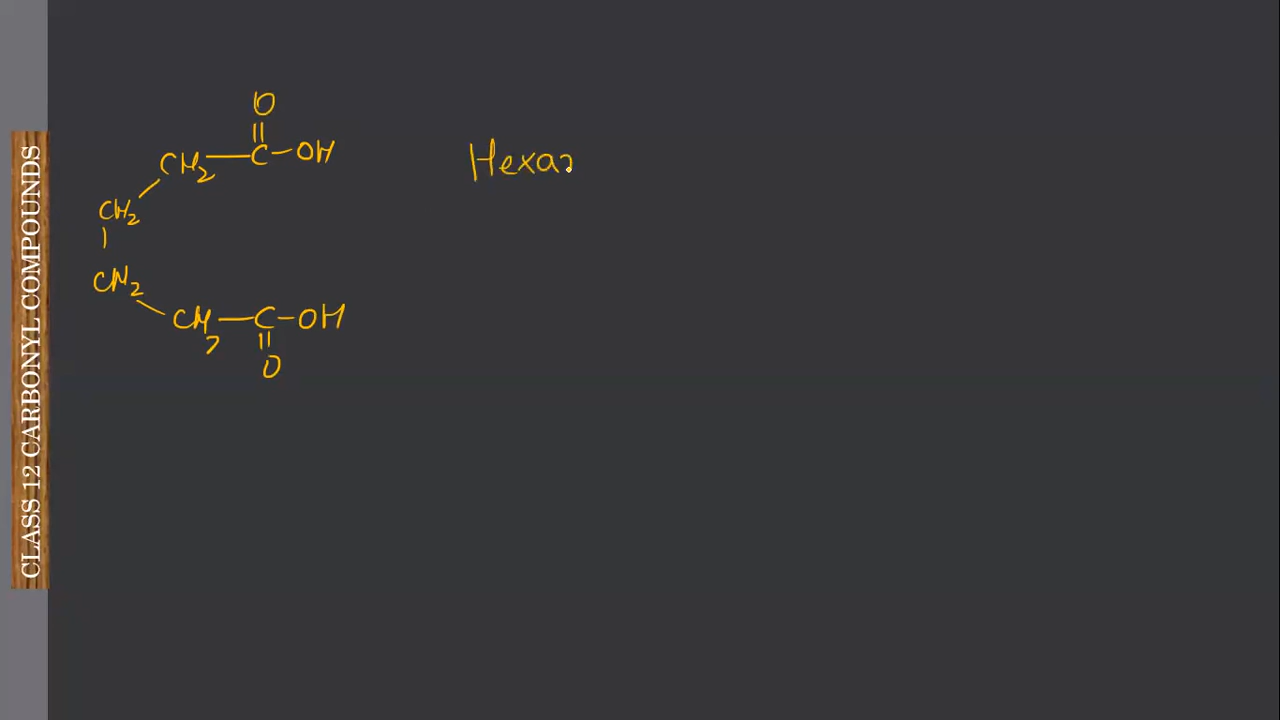 CLASS 12 CARBONYL COMPOUNDS
O
CH2 — C — OH
CH2
CH2
CH2 — C — OH
O
Hexa